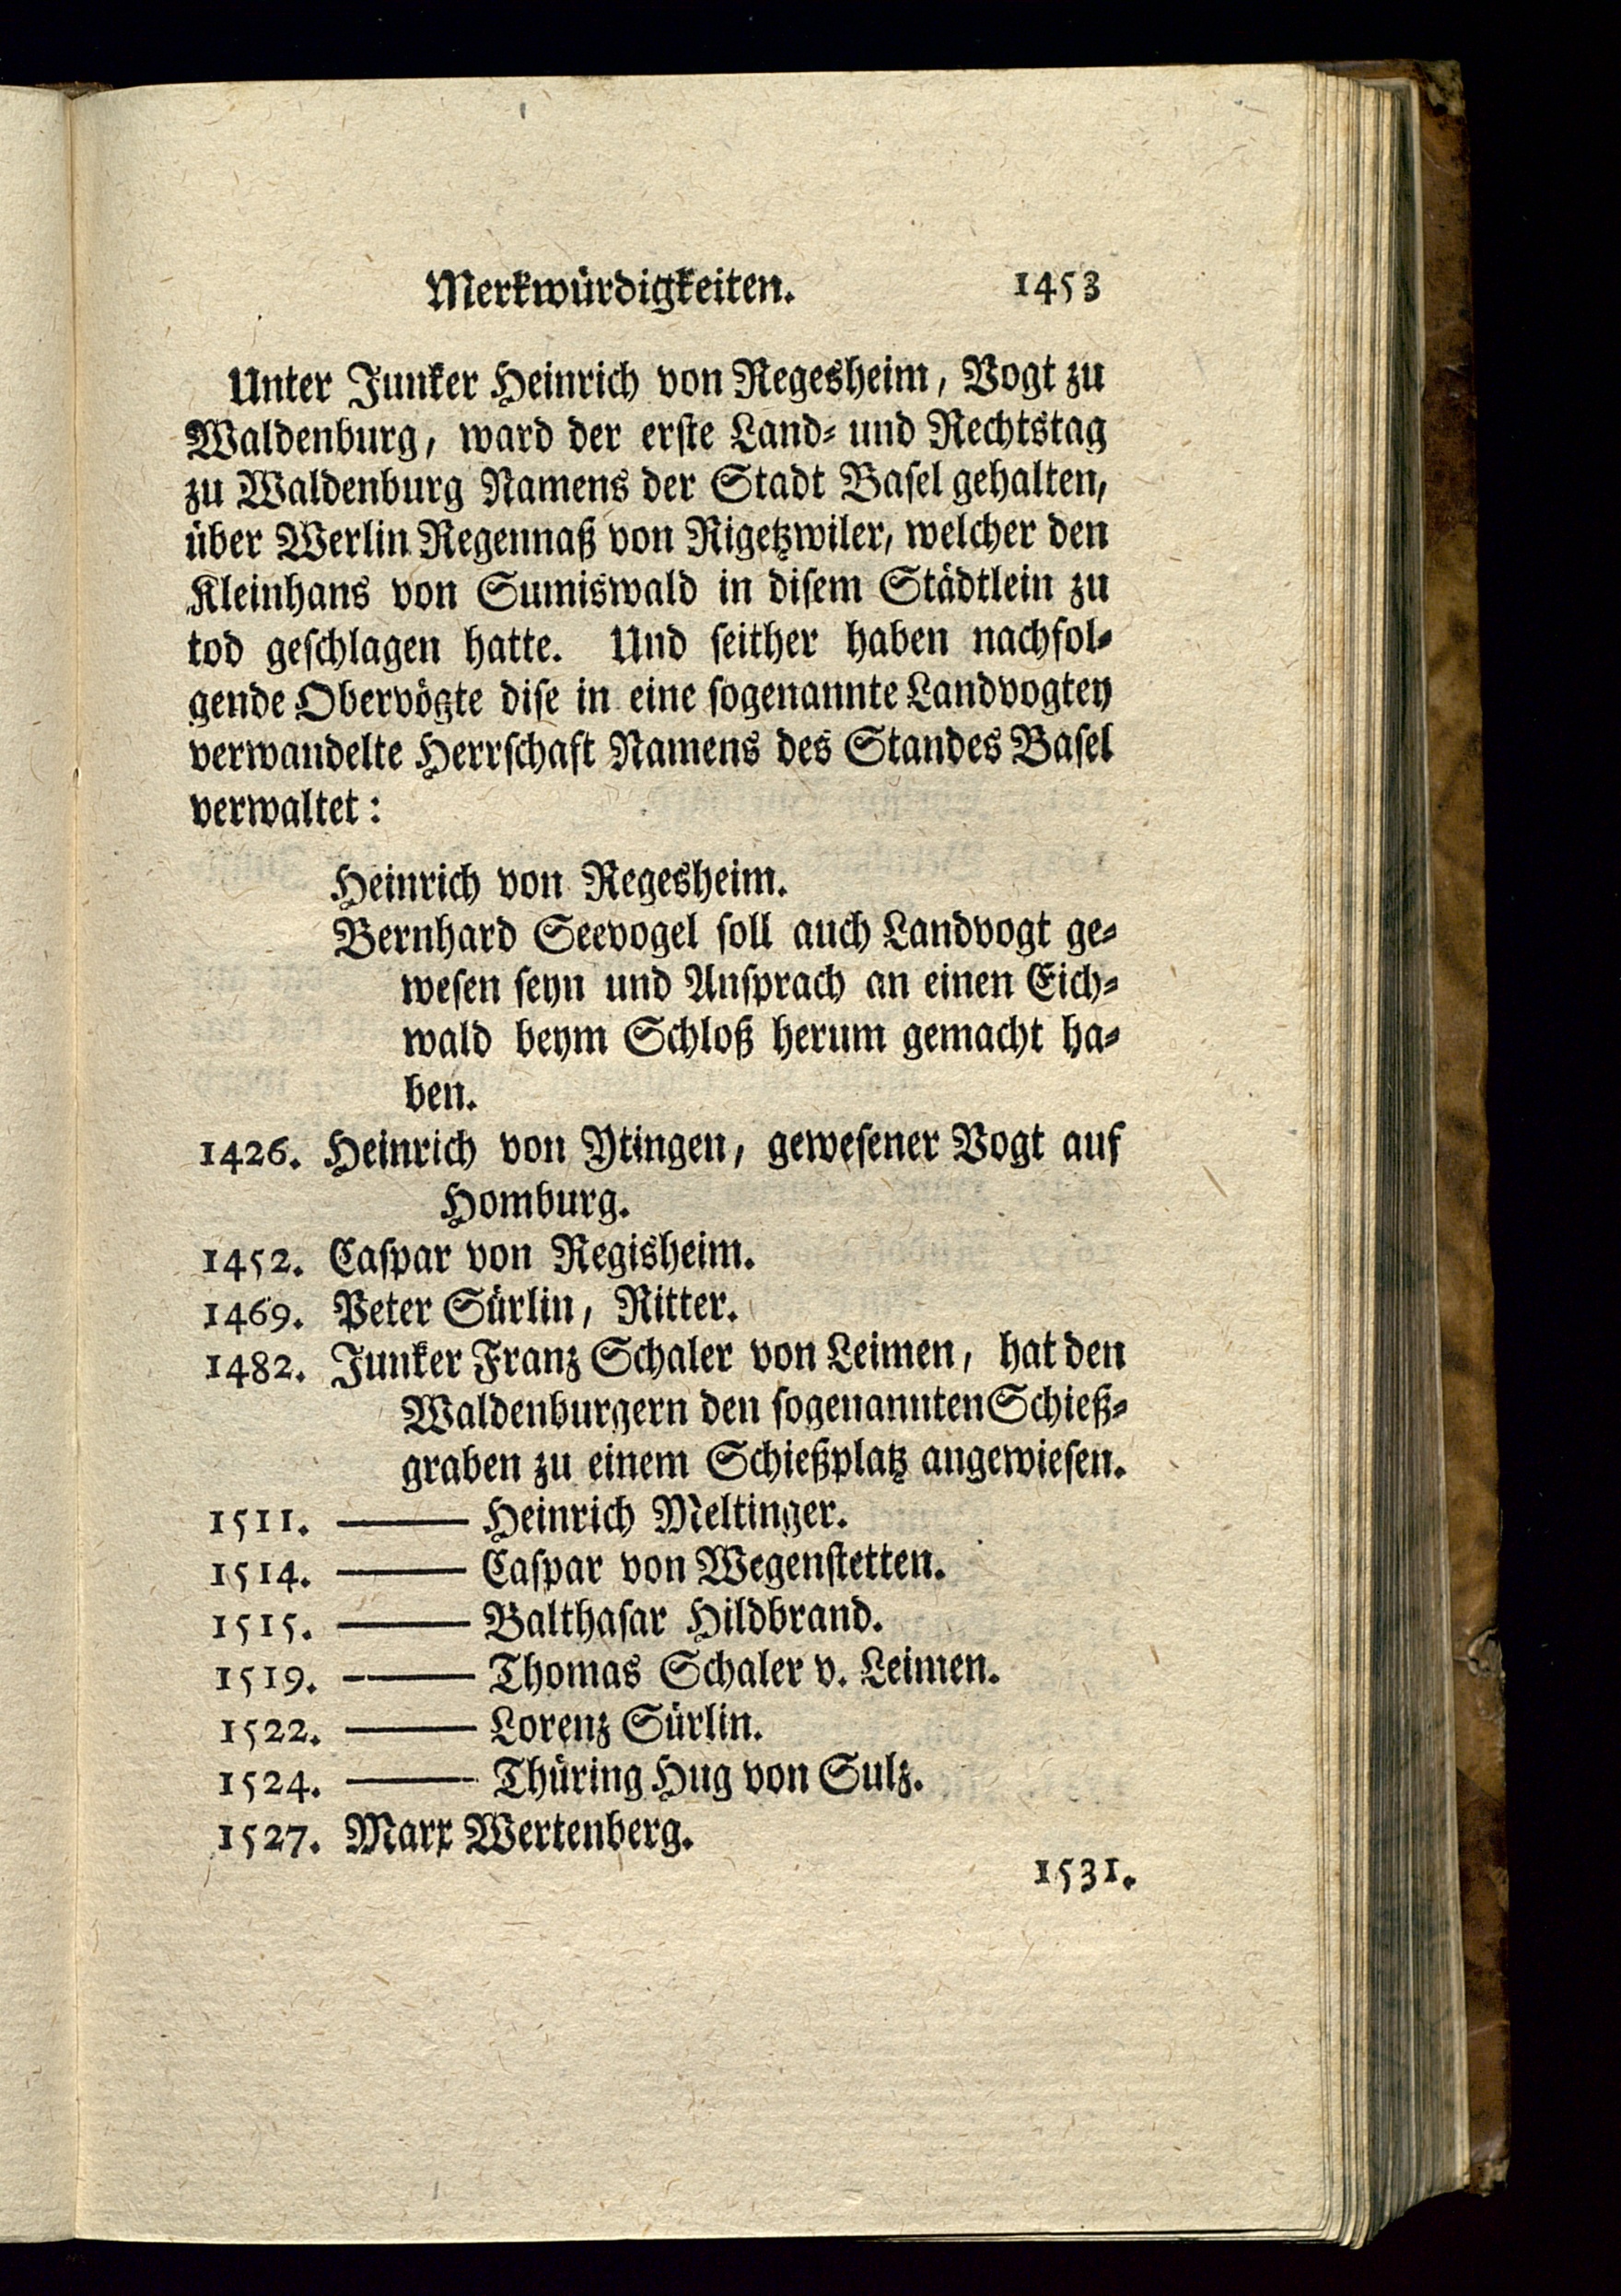 Merkwürdigkeiten. 1453
Unter Junker Heinrich von Regesheim, Vogt zu
Waldenburg, ward der erste Land- und Rechtstag
zu Waldenburg Namens der Stadt Basel gehalten,
über Werlin Regennaß von Rigetzwiler, welcher den
Kleinhans von Sumiswald in disem Städtlein zu
tod geschlagen hatte. Und seither haben nachfol-
gende Obervögte dise in eine sogenannte Landvogtey
verwandelte Herrschaft Namens des Standes Basel
verwaltet:
Heinrich von Regesheim.
Bernhard Seevogel soll auch Landvogt ge-
wesen seyn und Ansprach an einen Eich-
wald beym Schloß herum gemacht ha-
ben.
1426. Heinrich von Ytingen, gewesener Vogt auf
Homburg.
1452. Caspar von Regisheim.
1469. Peter Sürlin, Ritter.
1482. Junker Franz Schaler von Leimen, hat den
Waldenburgern den sogenannten Schieß-
graben zu einem Schießplatz angewiesen.
1511. —— Heinrich Meltinger.
1514. —— Caspar von Wegenstetten.
1515. —— Balthasar Hildbrand.
1519. —— Thomas Schaler v. Leimen.
1522. —— Lorenz Sürlin.
1524. —— Thüring Hug von Sulz.
1527. Marx Wertenberg.
1531.